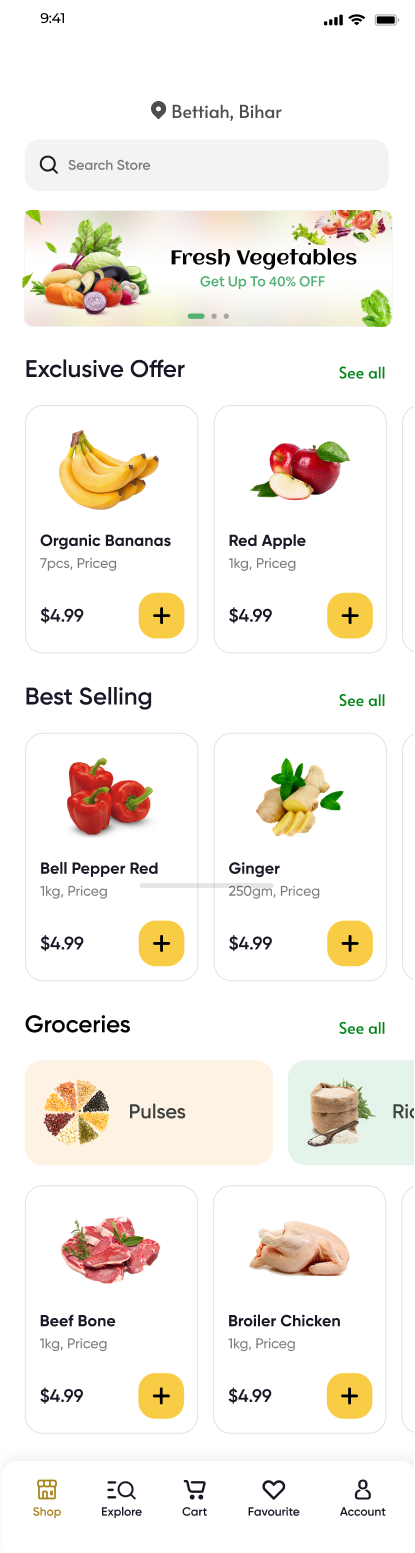 9:41
Bettiah, Bihar
Search Store
Fresh Vegetables
Get Up To 40% OFF
Exclusive Offer
See all
Organic Bananas
Red Apple
7pcs, Priceg
1kg, Priceg
$4.99
$4.99
Best Selling
See all
Bell Pepper Red
Ginger
1kg, Priceg
250gm, Priceg
$4.99
$4.99
Groceries
See all
Pulses
Beef Bone
Broiler Chicken
1kg, Priceg
1kg, Priceg
$4.99
$4.99
Shop
Explore
Cart
Favourite
Account